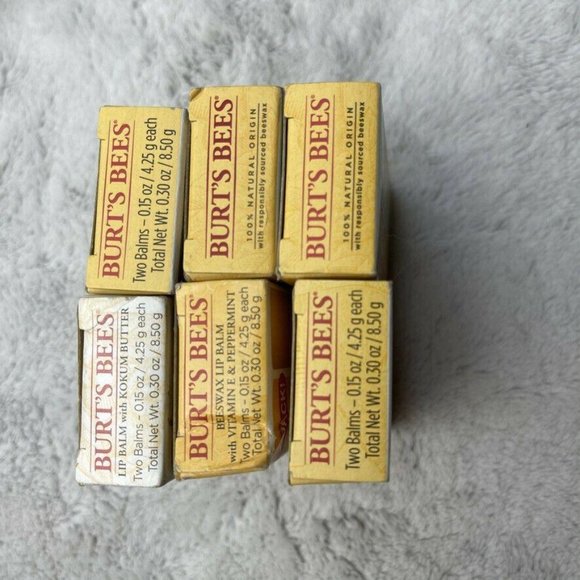 BURT'S BEES®
Two Balms – 0.15 oz / 4.25 g each
Total Net Wt. 0.30 oz / 8.50 g
BURT'S BEES®
100% NATURAL ORIGIN
with responsibly sourced beeswax
BURT'S BEES®
100% NATURAL ORIGIN
with responsibly sourced beeswax
BURT'S BEES®
LIP BALM with KOKUM BUTTER
Two Balms – 0.15 oz / 4.25 g each
Total Net Wt. 0.30 oz / 8.50 g
BURT'S BEES®
BEESWAX LIP BALM
with VITAMIN E & PEPPERMINT
Two Balms – 0.15 oz / 4.25 g each
Total Net Wt. 0.30 oz / 8.50 g
BURT'S BEES®
Two Balms – 0.15 oz / 4.25 g each
Total Net Wt. 0.30 oz / 8.50 g